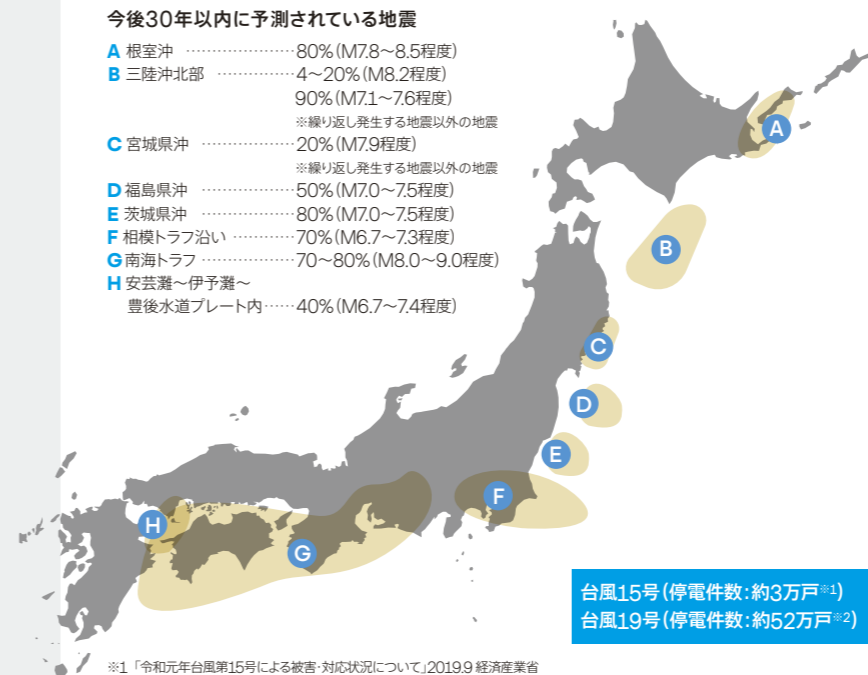 今後30年以内に予測されている地震
A 根室沖 ………………… 80%(M7.8〜8.5程度)
B 三陸沖北部 …………… 4〜20%(M8.2程度)
90%(M7.1〜7.6程度)
※繰り返し発生する地震以外の地震
C 宮城県沖 ……………… 20%(M7.9程度)
※繰り返し発生する地震以外の地震
D 福島県沖 ……………… 50%(M7.0〜7.5程度)
E 茨城県沖 ……………… 80%(M7.0〜7.5程度)
F 相模トラフ沿い ………… 70%(M6.7〜7.3程度)
G 南海トラフ …………… 70〜80%(M8.0〜9.0程度)
H 安芸灘〜伊予灘〜
豊後水道プレート内 …… 40%(M6.7〜7.4程度)
A
B
C
D
E
F
H
G
台風15号(停電件数:約3万戸※1)
台風19号(停電件数:約52万戸※2)
※1「令和元年台風第15号による被害・対応状況について」2019.9 経済産業省